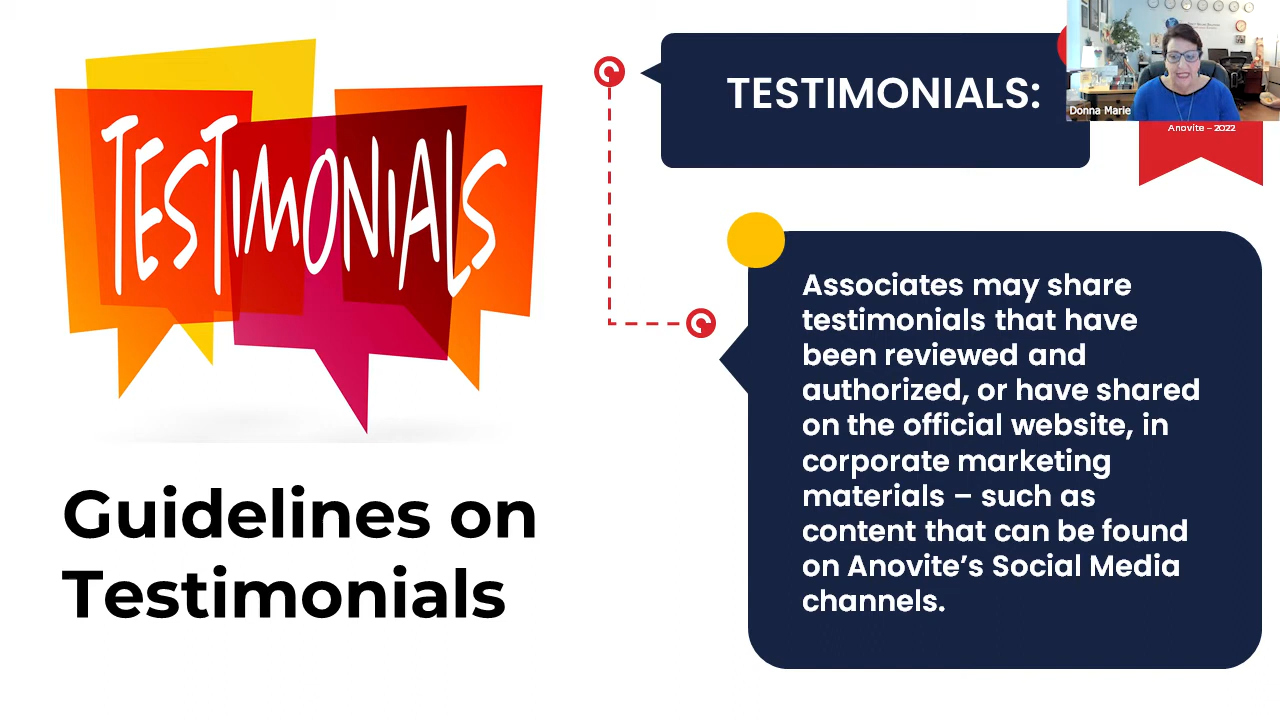 TESTIMONIALS
Guidelines on
Testimonials
TESTIMONIALS:
Donna Marie
Anovite – 2022
Associates may share
testimonials that have
been reviewed and
authorized, or have shared
on the official website, in
corporate marketing
materials – such as
content that can be found
on Anovite’s Social Media
channels.